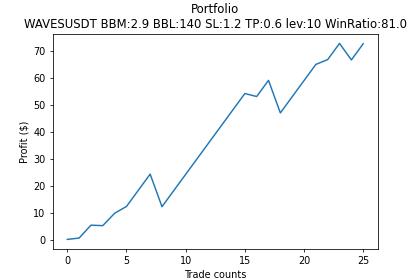 Portfolio
WAVESUSDT BBM:2.9 BBL:140 SL:1.2 TP:0.6 lev:10 WinRatio:81.0
Profit ($)
70
60
50
40
30
20
10
0
0 5 10 15 20 25
Trade counts